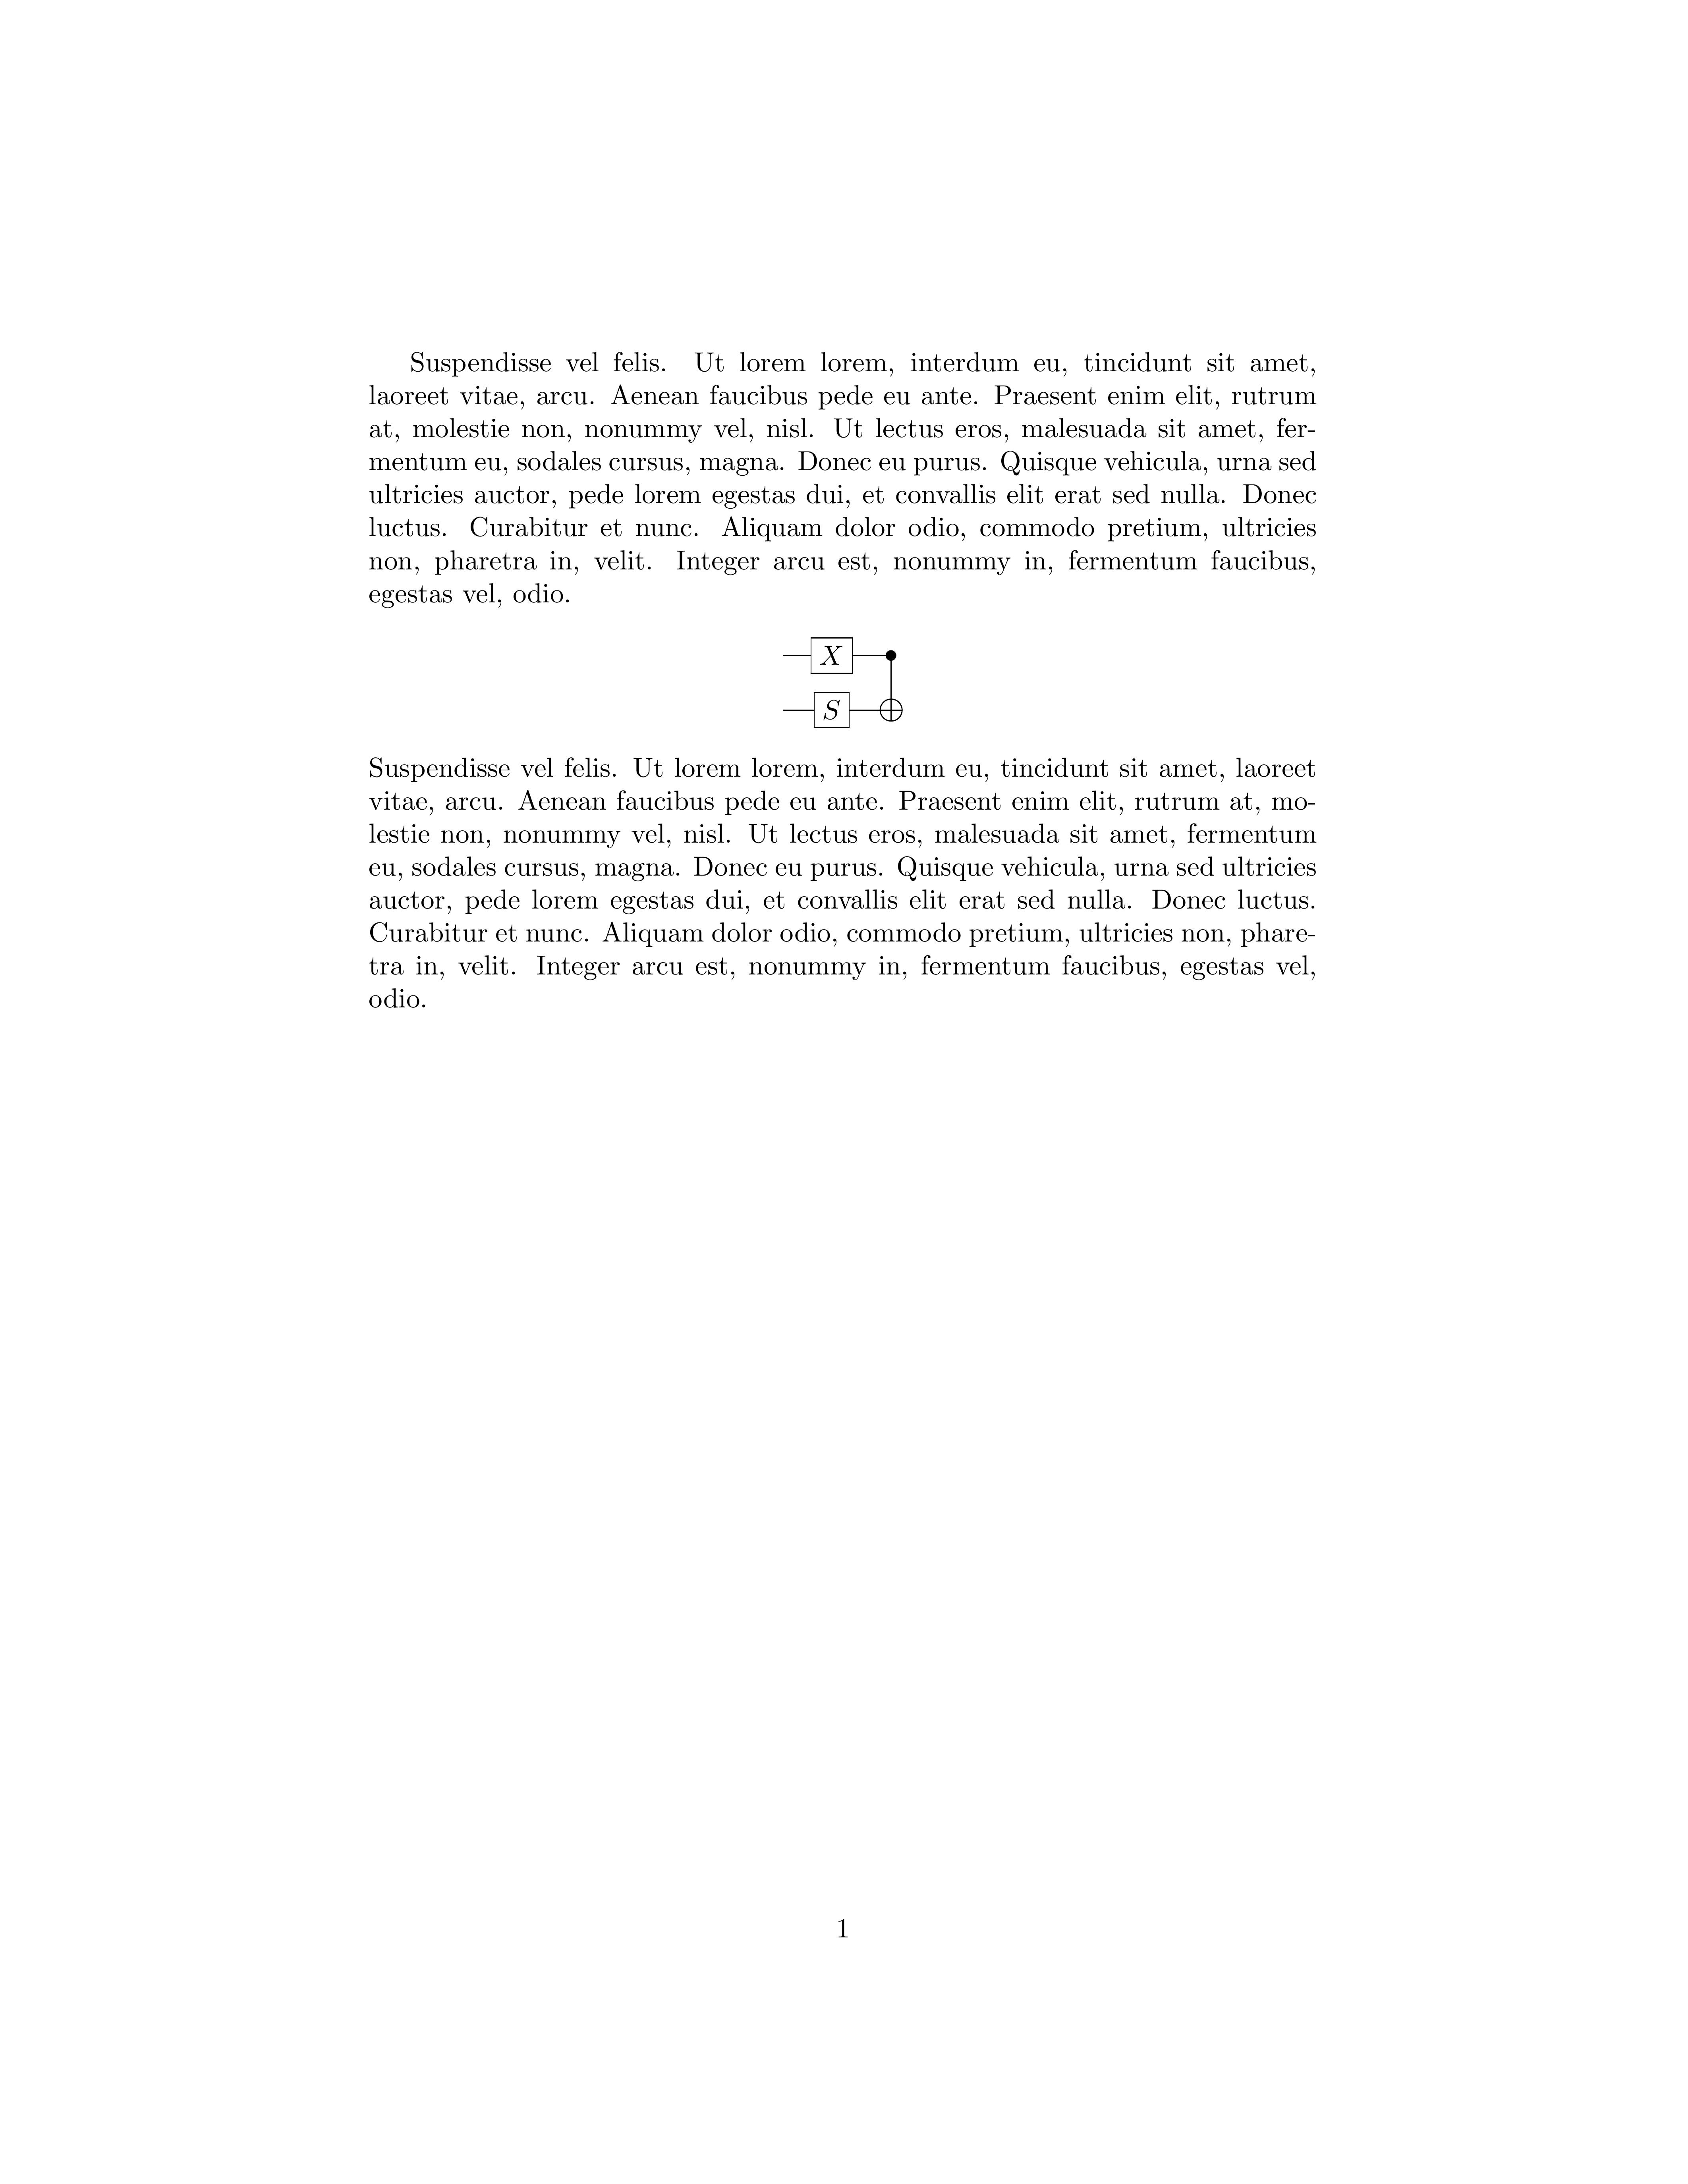 Suspendisse vel felis. Ut lorem lorem, interdum eu, tincidunt sit amet,
laoreet vitae, arcu. Aenean faucibus pede eu ante. Praesent enim elit, rutrum
at, molestie non, nonummy vel, nisl. Ut lectus eros, malesuada sit amet, fer-
mentum eu, sodales cursus, magna. Donec eu purus. Quisque vehicula, urna sed
ultricies auctor, pede lorem egestas dui, et convallis elit erat sed nulla. Donec
luctus. Curabitur et nunc. Aliquam dolor odio, commodo pretium, ultricies
non, pharetra in, velit. Integer arcu est, nonummy in, fermentum faucibus,
egestas vel, odio.
X
S
Suspendisse vel felis. Ut lorem lorem, interdum eu, tincidunt sit amet, laoreet
vitae, arcu. Aenean faucibus pede eu ante. Praesent enim elit, rutrum at, mo-
lestie non, nonummy vel, nisl. Ut lectus eros, malesuada sit amet, fermentum
eu, sodales cursus, magna. Donec eu purus. Quisque vehicula, urna sed ultricies
auctor, pede lorem egestas dui, et convallis elit erat sed nulla. Donec luctus.
Curabitur et nunc. Aliquam dolor odio, commodo pretium, ultricies non, phare-
tra in, velit. Integer arcu est, nonummy in, fermentum faucibus, egestas vel,
odio.
1